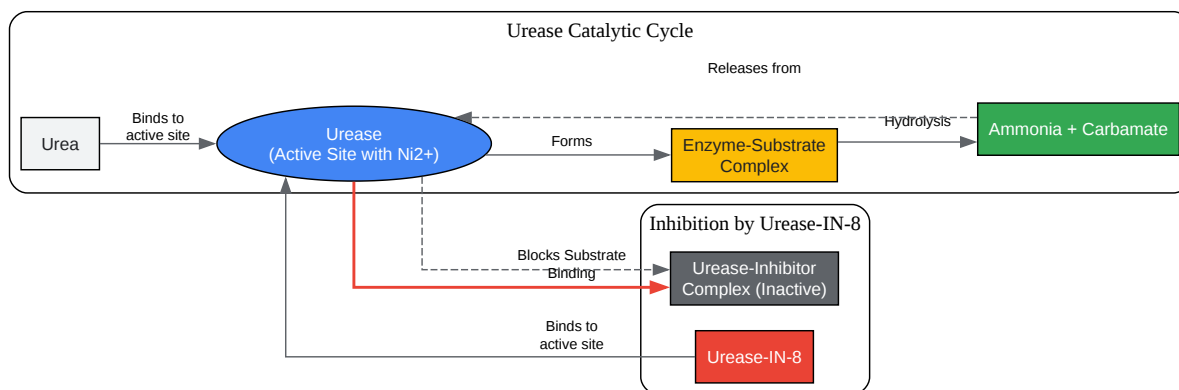 Urease Catalytic Cycle
Releases from
Binds to
active site
Urea
Urease
(Active Site with Ni2+)
Forms
Enzyme-Substrate
Complex
Hydrolysis
Ammonia + Carbamate
Inhibition by Urease-IN-8
Blocks Substrate
Binding
Urease-Inhibitor
Complex (Inactive)
Binds to
active site
Urease-IN-8